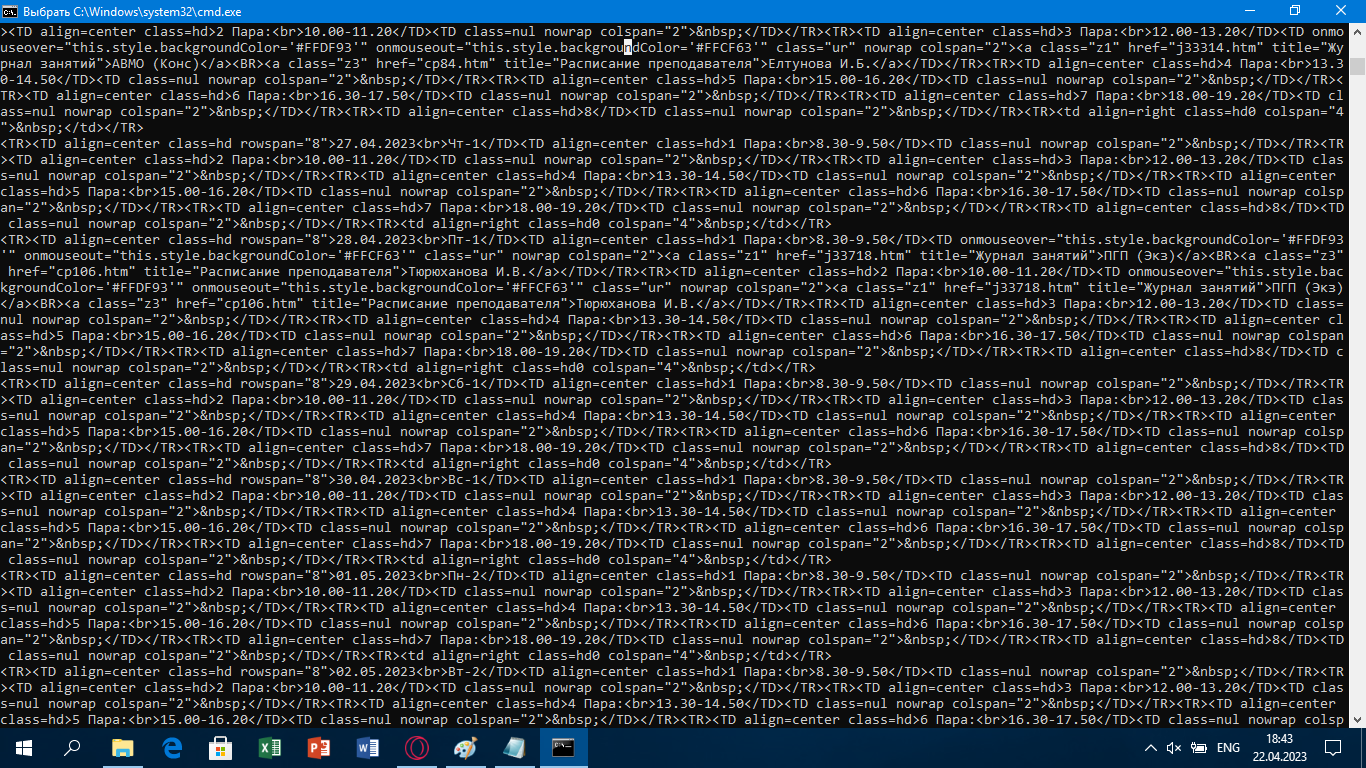 Выбрать C:\Windows\system32\cmd.exe
><TD align=center class=hd>2 Пара:<br>10.00-11.20</TD><TD class=nul nowrap colspan="2">&nbsp;</TD></TR><TR><TD align=center class=hd>3 Пара:<br>12.00-13.20</TD><TD onmo
useover="this.style.backgroundColor='#FFDF93'" onmouseout="this.style.backgroundColor='#FFCF63'" class="ur" nowrap colspan="2"><a class="z1" href="j33314.htm" title="Жу
рнал занятий">АВМО (Конс)</a><BR><a class="z3" href="cp84.htm" title="Расписание преподавателя">Елтунова И.Б.</a></TD></TR><TR><TD align=center class=hd>4 Пара:<br>13.3
0-14.50</TD><TD class=nul nowrap colspan="2">&nbsp;</TD></TR><TR><TD align=center class=hd>5 Пара:<br>15.00-16.20</TD><TD class=nul nowrap colspan="2">&nbsp;</TD></TR><
TR><TD align=center class=hd>6 Пара:<br>16.30-17.50</TD><TD class=nul nowrap colspan="2">&nbsp;</TD></TR><TR><TD align=center class=hd>7 Пара:<br>18.00-19.20</TD><TD cl
ass=nul nowrap colspan="2">&nbsp;</TD></TR><TR><TD align=center class=hd>8</TD><TD class=nul nowrap colspan="2">&nbsp;</TD></TR><TR><td align=right class=hd0 colspan="4
">&nbsp;</td></TR>
<TR><TD align=center class=hd rowspan="8">27.04.2023<br>Чт-1</TD><TD align=center class=hd>1 Пара:<br>8.30-9.50</TD><TD class=nul nowrap colspan="2">&nbsp;</TD></TR><TR
><TD align=center class=hd>2 Пара:<br>10.00-11.20</TD><TD class=nul nowrap colspan="2">&nbsp;</TD></TR><TR><TD align=center class=hd>3 Пара:<br>12.00-13.20</TD><TD clas
s=nul nowrap colspan="2">&nbsp;</TD></TR><TR><TD align=center class=hd>4 Пара:<br>13.30-14.50</TD><TD class=nul nowrap colspan="2">&nbsp;</TD></TR><TR><TD align=center
class=hd>5 Пара:<br>15.00-16.20</TD><TD class=nul nowrap colspan="2">&nbsp;</TD></TR><TR><TD align=center class=hd>6 Пара:<br>16.30-17.50</TD><TD class=nul nowrap colsp
an="2">&nbsp;</TD></TR><TR><TD align=center class=hd>7 Пара:<br>18.00-19.20</TD><TD class=nul nowrap colspan="2">&nbsp;</TD></TR><TR><TD align=center class=hd>8</TD><TD
 class=nul nowrap colspan="2">&nbsp;</TD></TR><TR><td align=right class=hd0 colspan="4">&nbsp;</td></TR>
<TR><TD align=center class=hd rowspan="8">28.04.2023<br>Пт-1</TD><TD align=center class=hd>1 Пара:<br>8.30-9.50</TD><TD onmouseover="this.style.backgroundColor='#FFDF93
'" onmouseout="this.style.backgroundColor='#FFCF63'" class="ur" nowrap colspan="2"><a class="z1" href="j33718.htm" title="Журнал занятий">ПГП (Экз)</a><BR><a class="z3"
 href="cp106.htm" title="Расписание преподавателя">Тюрюханова И.В.</a></TD></TR><TR><TD align=center class=hd>2 Пара:<br>10.00-11.20</TD><TD onmouseover="this.style.bac
kgroundColor='#FFDF93'" onmouseout="this.style.backgroundColor='#FFCF63'" class="ur" nowrap colspan="2"><a class="z1" href="j33718.htm" title="Журнал занятий">ПГП (Экз)
</a><BR><a class="z3" href="cp106.htm" title="Расписание преподавателя">Тюрюханова И.В.</a></TD></TR><TR><TD align=center class=hd>3 Пара:<br>12.00-13.20</TD><TD class=
nul nowrap colspan="2">&nbsp;</TD></TR><TR><TD align=center class=hd>4 Пара:<br>13.30-14.50</TD><TD class=nul nowrap colspan="2">&nbsp;</TD></TR><TR><TD align=center cl
ass=hd>5 Пара:<br>15.00-16.20</TD><TD class=nul nowrap colspan="2">&nbsp;</TD></TR><TR><TD align=center class=hd>6 Пара:<br>16.30-17.50</TD><TD class=nul nowrap colspan
="2">&nbsp;</TD></TR><TR><TD align=center class=hd>7 Пара:<br>18.00-19.20</TD><TD class=nul nowrap colspan="2">&nbsp;</TD></TR><TR><TD align=center class=hd>8</TD><TD c
lass=nul nowrap colspan="2">&nbsp;</TD></TR><TR><td align=right class=hd0 colspan="4">&nbsp;</td></TR>
<TR><TD align=center class=hd rowspan="8">29.04.2023<br>Сб-1</TD><TD align=center class=hd>1 Пара:<br>8.30-9.50</TD><TD class=nul nowrap colspan="2">&nbsp;</TD></TR><TR
><TD align=center class=hd>2 Пара:<br>10.00-11.20</TD><TD class=nul nowrap colspan="2">&nbsp;</TD></TR><TR><TD align=center class=hd>3 Пара:<br>12.00-13.20</TD><TD clas
s=nul nowrap colspan="2">&nbsp;</TD></TR><TR><TD align=center class=hd>4 Пара:<br>13.30-14.50</TD><TD class=nul nowrap colspan="2">&nbsp;</TD></TR><TR><TD align=center
class=hd>5 Пара:<br>15.00-16.20</TD><TD class=nul nowrap colspan="2">&nbsp;</TD></TR><TR><TD align=center class=hd>6 Пара:<br>16.30-17.50</TD><TD class=nul nowrap colsp
an="2">&nbsp;</TD></TR><TR><TD align=center class=hd>7 Пара:<br>18.00-19.20</TD><TD class=nul nowrap colspan="2">&nbsp;</TD></TR><TR><TD align=center class=hd>8</TD><TD
 class=nul nowrap colspan="2">&nbsp;</TD></TR><TR><td align=right class=hd0 colspan="4">&nbsp;</td></TR>
<TR><TD align=center class=hd rowspan="8">30.04.2023<br>Вс-1</TD><TD align=center class=hd>1 Пара:<br>8.30-9.50</TD><TD class=nul nowrap colspan="2">&nbsp;</TD></TR><TR
><TD align=center class=hd>2 Пара:<br>10.00-11.20</TD><TD class=nul nowrap colspan="2">&nbsp;</TD></TR><TR><TD align=center class=hd>3 Пара:<br>12.00-13.20</TD><TD clas
s=nul nowrap colspan="2">&nbsp;</TD></TR><TR><TD align=center class=hd>4 Пара:<br>13.30-14.50</TD><TD class=nul nowrap colspan="2">&nbsp;</TD></TR><TR><TD align=center
class=hd>5 Пара:<br>15.00-16.20</TD><TD class=nul nowrap colspan="2">&nbsp;</TD></TR><TR><TD align=center class=hd>6 Пара:<br>16.30-17.50</TD><TD class=nul nowrap colsp
an="2">&nbsp;</TD></TR><TR><TD align=center class=hd>7 Пара:<br>18.00-19.20</TD><TD class=nul nowrap colspan="2">&nbsp;</TD></TR><TR><TD align=center class=hd>8</TD><TD
 class=nul nowrap colspan="2">&nbsp;</TD></TR><TR><td align=right class=hd0 colspan="4">&nbsp;</td></TR>
<TR><TD align=center class=hd rowspan="8">01.05.2023<br>Пн-2</TD><TD align=center class=hd>1 Пара:<br>8.30-9.50</TD><TD class=nul nowrap colspan="2">&nbsp;</TD></TR><TR
><TD align=center class=hd>2 Пара:<br>10.00-11.20</TD><TD class=nul nowrap colspan="2">&nbsp;</TD></TR><TR><TD align=center class=hd>3 Пара:<br>12.00-13.20</TD><TD clas
s=nul nowrap colspan="2">&nbsp;</TD></TR><TR><TD align=center class=hd>4 Пара:<br>13.30-14.50</TD><TD class=nul nowrap colspan="2">&nbsp;</TD></TR><TR><TD align=center
class=hd>5 Пара:<br>15.00-16.20</TD><TD class=nul nowrap colspan="2">&nbsp;</TD></TR><TR><TD align=center class=hd>6 Пара:<br>16.30-17.50</TD><TD class=nul nowrap colsp
an="2">&nbsp;</TD></TR><TR><TD align=center class=hd>7 Пара:<br>18.00-19.20</TD><TD class=nul nowrap colspan="2">&nbsp;</TD></TR><TR><TD align=center class=hd>8</TD><TD
 class=nul nowrap colspan="2">&nbsp;</TD></TR><TR><td align=right class=hd0 colspan="4">&nbsp;</td></TR>
<TR><TD align=center class=hd rowspan="8">02.05.2023<br>Вт-2</TD><TD align=center class=hd>1 Пара:<br>8.30-9.50</TD><TD class=nul nowrap colspan="2">&nbsp;</TD></TR><TR
><TD align=center class=hd>2 Пара:<br>10.00-11.20</TD><TD class=nul nowrap colspan="2">&nbsp;</TD></TR><TR><TD align=center class=hd>3 Пара:<br>12.00-13.20</TD><TD clas
s=nul nowrap colspan="2">&nbsp;</TD></TR><TR><TD align=center class=hd>4 Пара:<br>13.30-14.50</TD><TD class=nul nowrap colspan="2">&nbsp;</TD></TR><TR><TD align=center
class=hd>5 Пара:<br>15.00-16.20</TD><TD class=nul nowrap colspan="2">&nbsp;</TD></TR><TR><TD align=center class=hd>6 Пара:<br>16.30-17.50</TD><TD class=nul nowrap colsp
ENG
18:43
22.04.2023